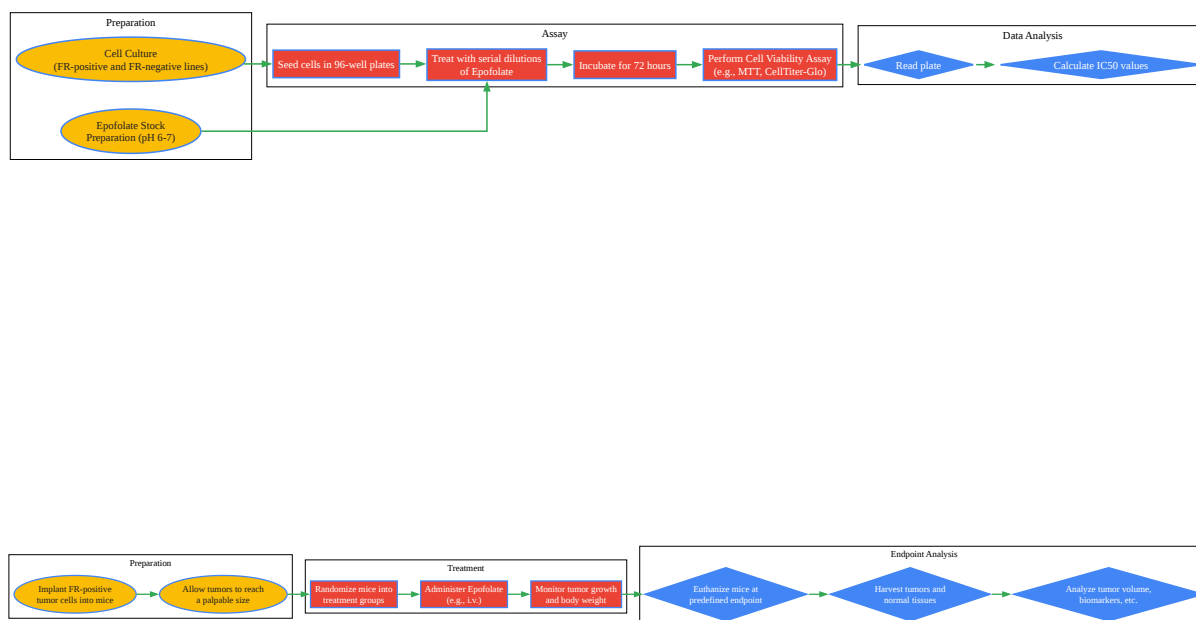 Preparation
Cell Culture
(FR-positive and FR-negative lines)
Epofolate Stock
Preparation (pH 6-7)
Assay
Seed cells in 96-well plates
Treat with serial dilutions
of Epofolate
Incubate for 72 hours
Perform Cell Viability Assay
(e.g., MTT, CellTiter-Glo)
Data Analysis
Read plate
Calculate IC50 values
Preparation
Implant FR-positive
tumor cells into mice
Allow tumors to reach
a palpable size
Treatment
Randomize mice into
treatment groups
Administer Epofolate
(e.g., i.v.)
Monitor tumor growth
and body weight
Endpoint Analysis
Euthanize mice at
predefined endpoint
Harvest tumors and
normal tissues
Analyze tumor volume,
biomarkers, etc.